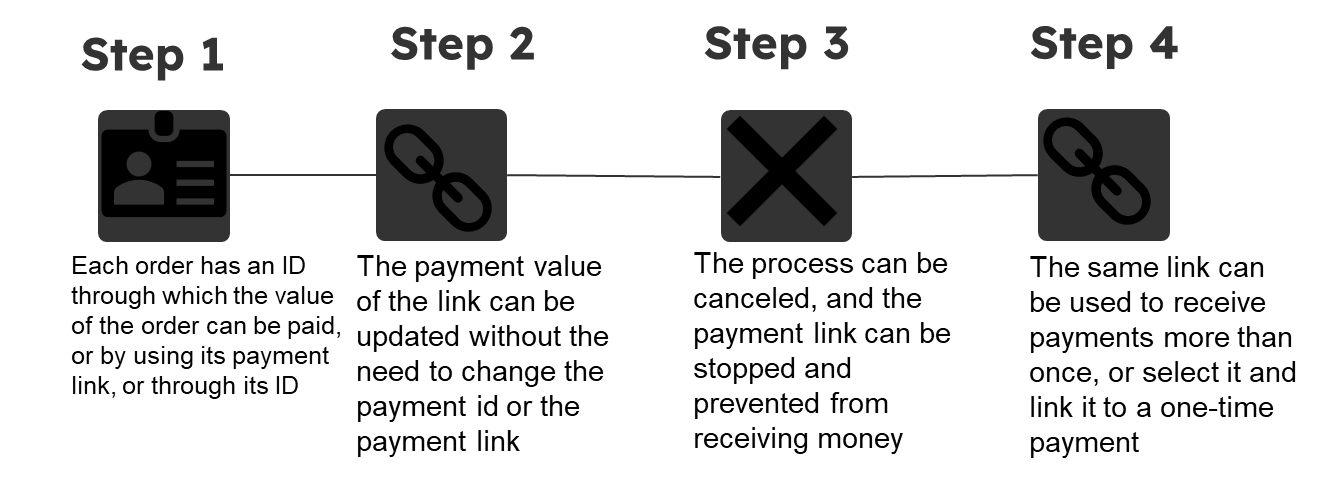 Step 1
Each order has an ID
through which the value
of the order can be paid,
or by using its payment
link, or through its ID
Step 2
The payment value
of the link can be
updated without the
need to change the
payment id or the
payment link
Step 3
The process can be
canceled, and the
payment link can be
stopped and
prevented from
receiving money
Step 4
The same link can
be used to receive
payments more than
once, or select it and
link it to a one-time
payment